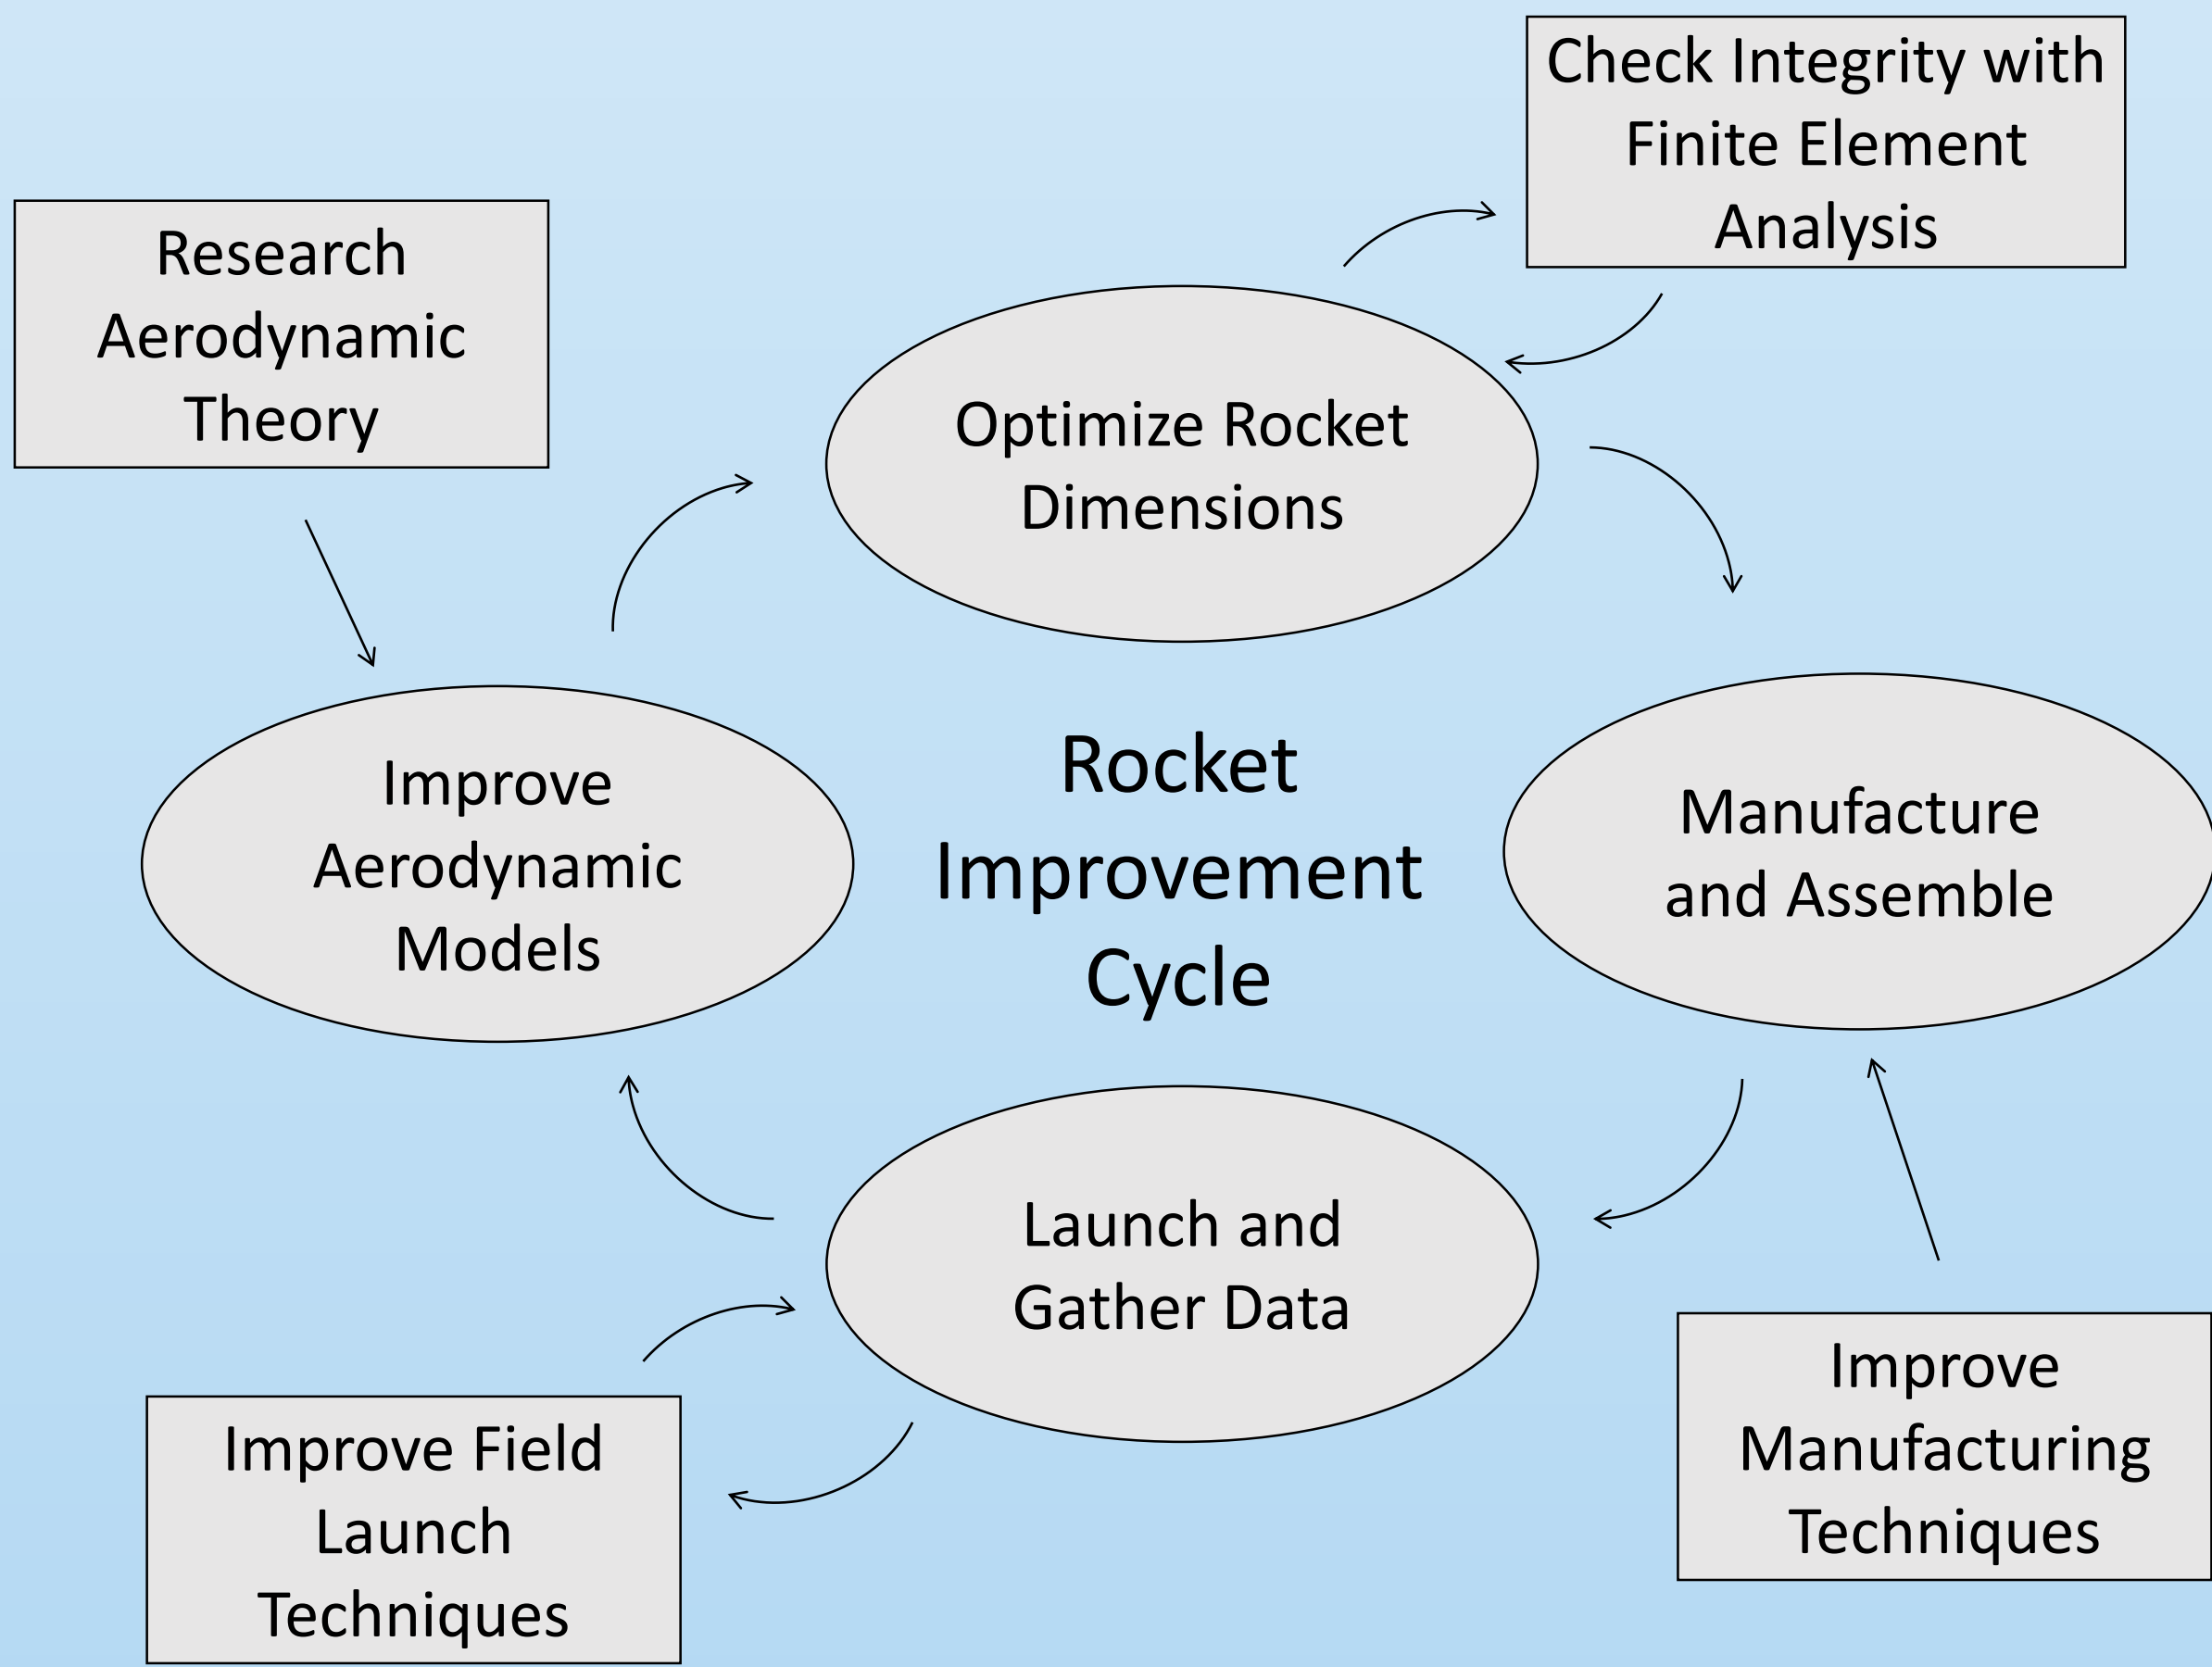 Check Integrity with
Finite Element
Analysis
Research
Aerodynamic
Theory
Optimize Rocket
Dimensions
Improve
Aerodynamic
Models
Rocket
Improvement
Cycle
Manufacture
and Assemble
Launch and
Gather Data
Improve Field
Launch
Techniques
Improve
Manufacturing
Techniques